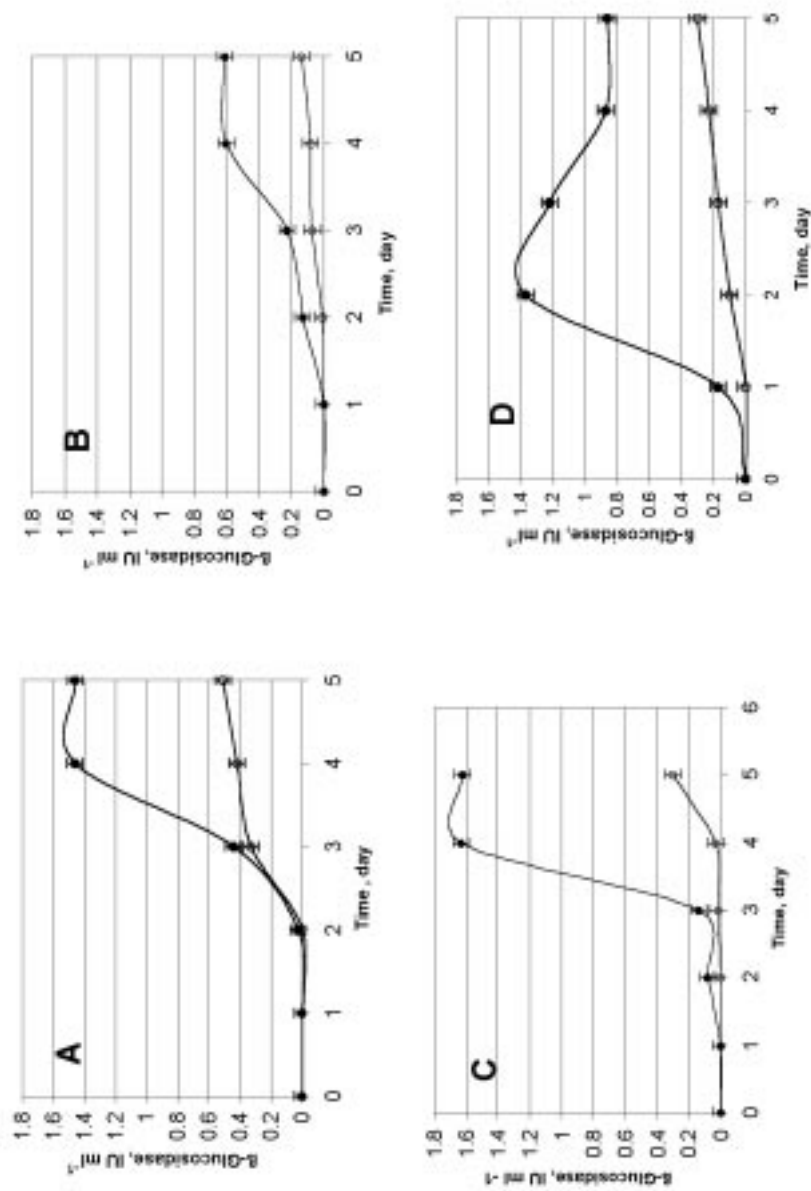 A
ß-Glucosidase, IU ml-1
1.8
1.6
1.4
1.2
1
0.8
0.6
0.4
0.2
0
0 1 2 3 4 5
Time , day
B
ß-Glucosidase, IU ml-1
1.8
1.6
1.4
1.2
1
0.8
0.6
0.4
0.2
0
0 1 2 3 4 5
Time, day
C
ß-Glucosidase, IU ml -1
1.8
1.6
1.4
1.2
1
0.8
0.6
0.4
0.2
0
0 1 2 3 4 5 6
Time, day
D
ß-Glucosidase, IU ml-1
1.8
1.6
1.4
1.2
1
0.8
0.6
0.4
0.2
0
0 1 2 3 4 5
Time, day